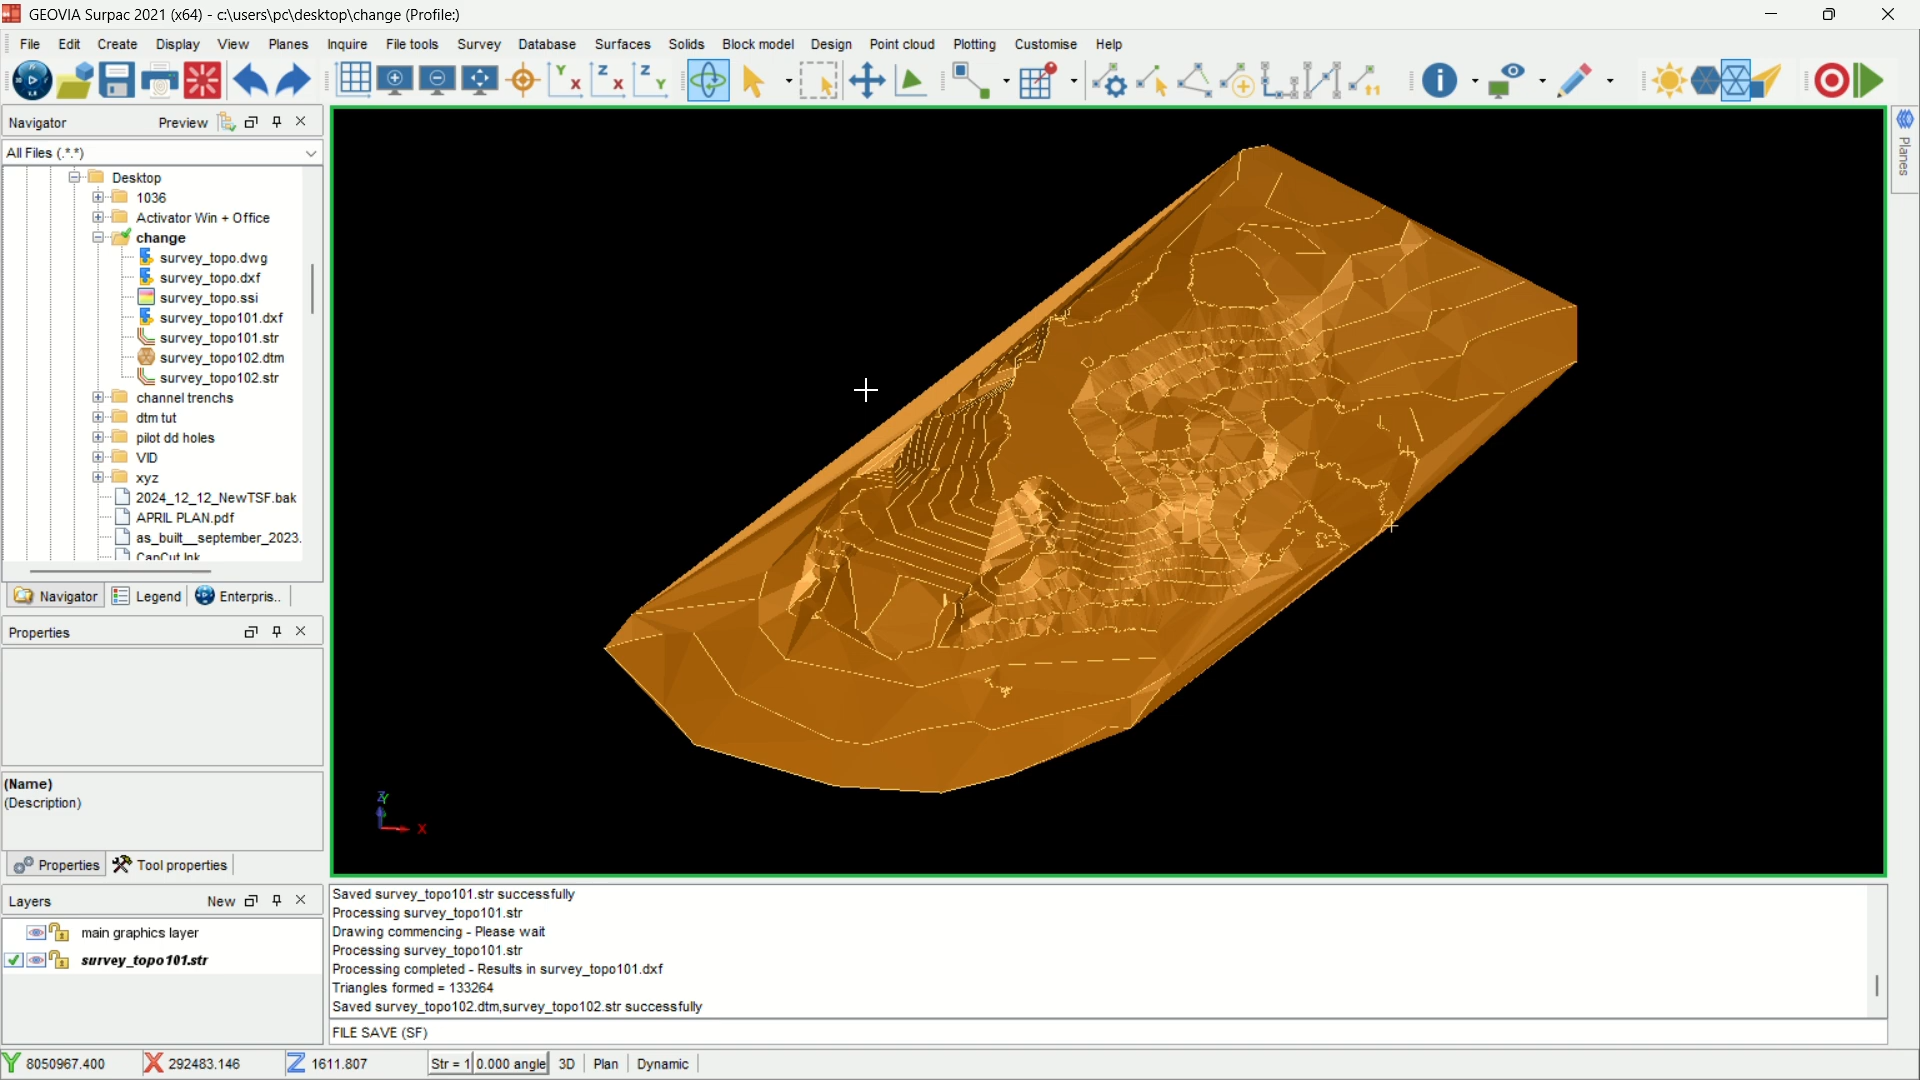 GEOVIA Surpac 2021 (x64) - c:\users\pc\desktop\change (Profile:)
File Edit Create Display View Planes Inquire File tools Survey Database Surfaces Solids Block model Design Point cloud Plotting Customise Help
Y X Z X Z Y
Navigator Preview
All Files (*.*)
Desktop
1036
Activator Win + Office
change
survey_topo.dwg
survey_topo.dxf
survey_topo.ssi
survey_topo101.dxf
survey_topo101.str
survey_topo102.dtm
survey_topo102.str
channel trenchs
dtm tut
pilot dd holes
VID
xyz
2024_12_12_NewTSF.bak
APRIL PLAN.pdf
as_built__september_2023.
CapCut.lnk
Navigator Legend Enterpris..
Properties
(Name)
(Description)
Properties Tool properties
Layers New
main graphics layer
survey_topo101.str
Planes
Z Y
X
Saved survey_topo101.str successfully
Processing survey_topo101.str
Drawing commencing - Please wait
Processing survey_topo101.str
Processing completed - Results in survey_topo101.dxf
Triangles formed = 133264
Saved survey_topo102.dtm,survey_topo102.str successfully
FILE SAVE (SF)
Y 8050967.400 X 292483.146 Z 1611.807 Str = 1 0.000 angle 3D Plan Dynamic